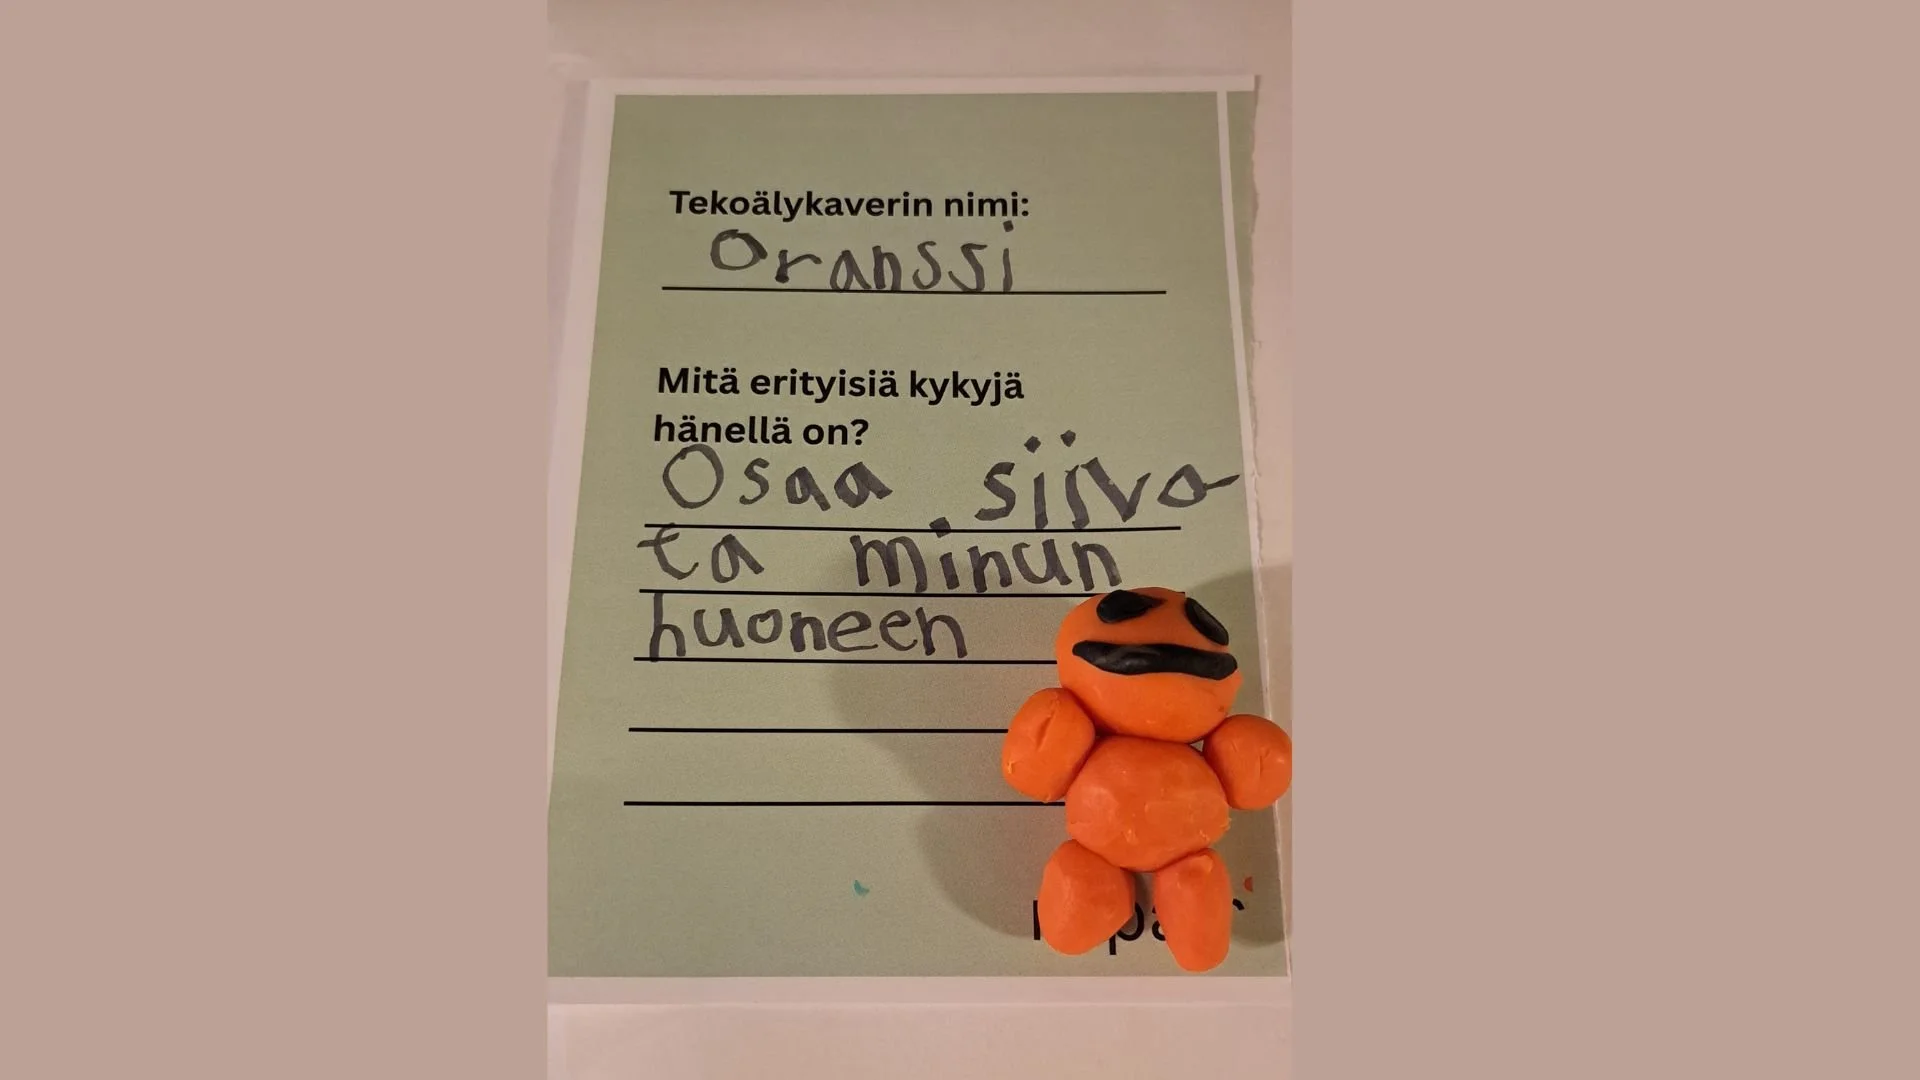 Tekoälykaverin nimi:
Oranssi
Mitä erityisiä kykyjä
hänellä on?
Osaa siivo
ta minun
huoneen